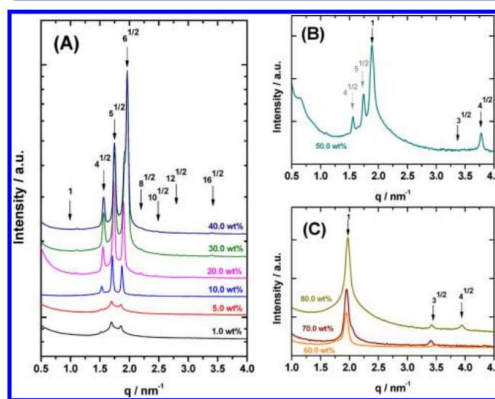 (A)
6 1/2
5 1/2
4 1/2
1
8 1/2
10 1/2
12 1/2
16 1/2
40.0 wt%
30.0 wt%
20.0 wt%
10.0 wt%
5.0 wt%
1.0 wt%
Intensity / a.u.
0.5 1.0 1.5 2.0 2.5 3.0 3.5 4.0
q / nm-1
(B)
1
5 1/2
4 1/2
3 1/2
4 1/2
50.0 wt%
Intensity / a.u.
0.5 1.0 1.5 2.0 2.5 3.0 3.5 4.0
q / nm-1
(C)
1
3 1/2
4 1/2
80.0 wt%
70.0 wt%
60.0 wt%
Intensity / a.u.
1.0 1.5 2.0 2.5 3.0 3.5 4.0 4.5
q / nm-1